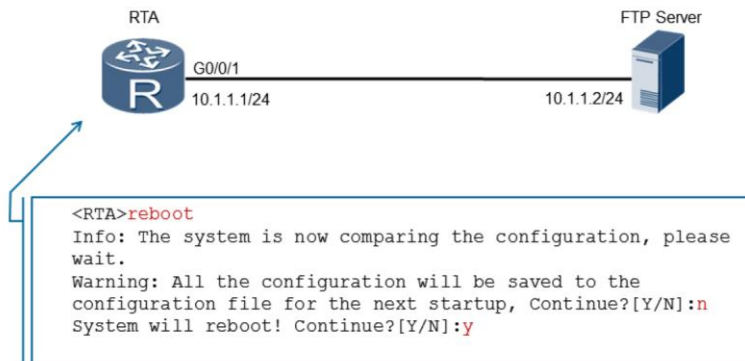 RTA
FTP Server
G0/0/1
10.1.1.1/24
10.1.1.2/24
R
<RTA>reboot
Info: The system is now comparing the configuration, please
wait.
Warning: All the configuration will be saved to the
configuration file for the next startup, Continue?[Y/N]:n
System will reboot! Continue?[Y/N]:y